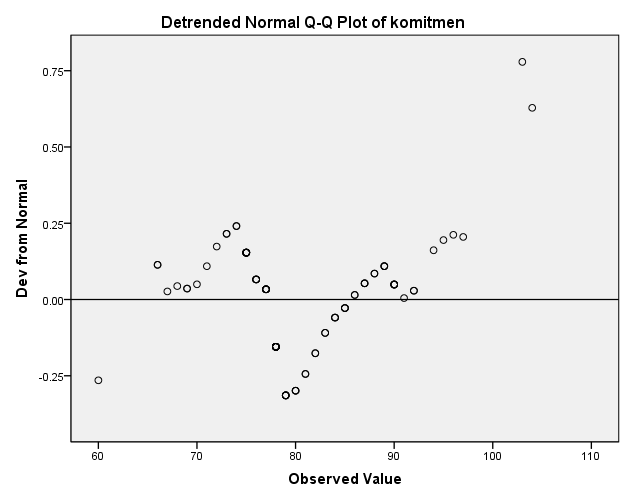 Detrended Normal Q-Q Plot of komitmen
0.75
0.50
0.25
0.00
-0.25
Dev from Normal
60 70 80 90 100 110
Observed Value